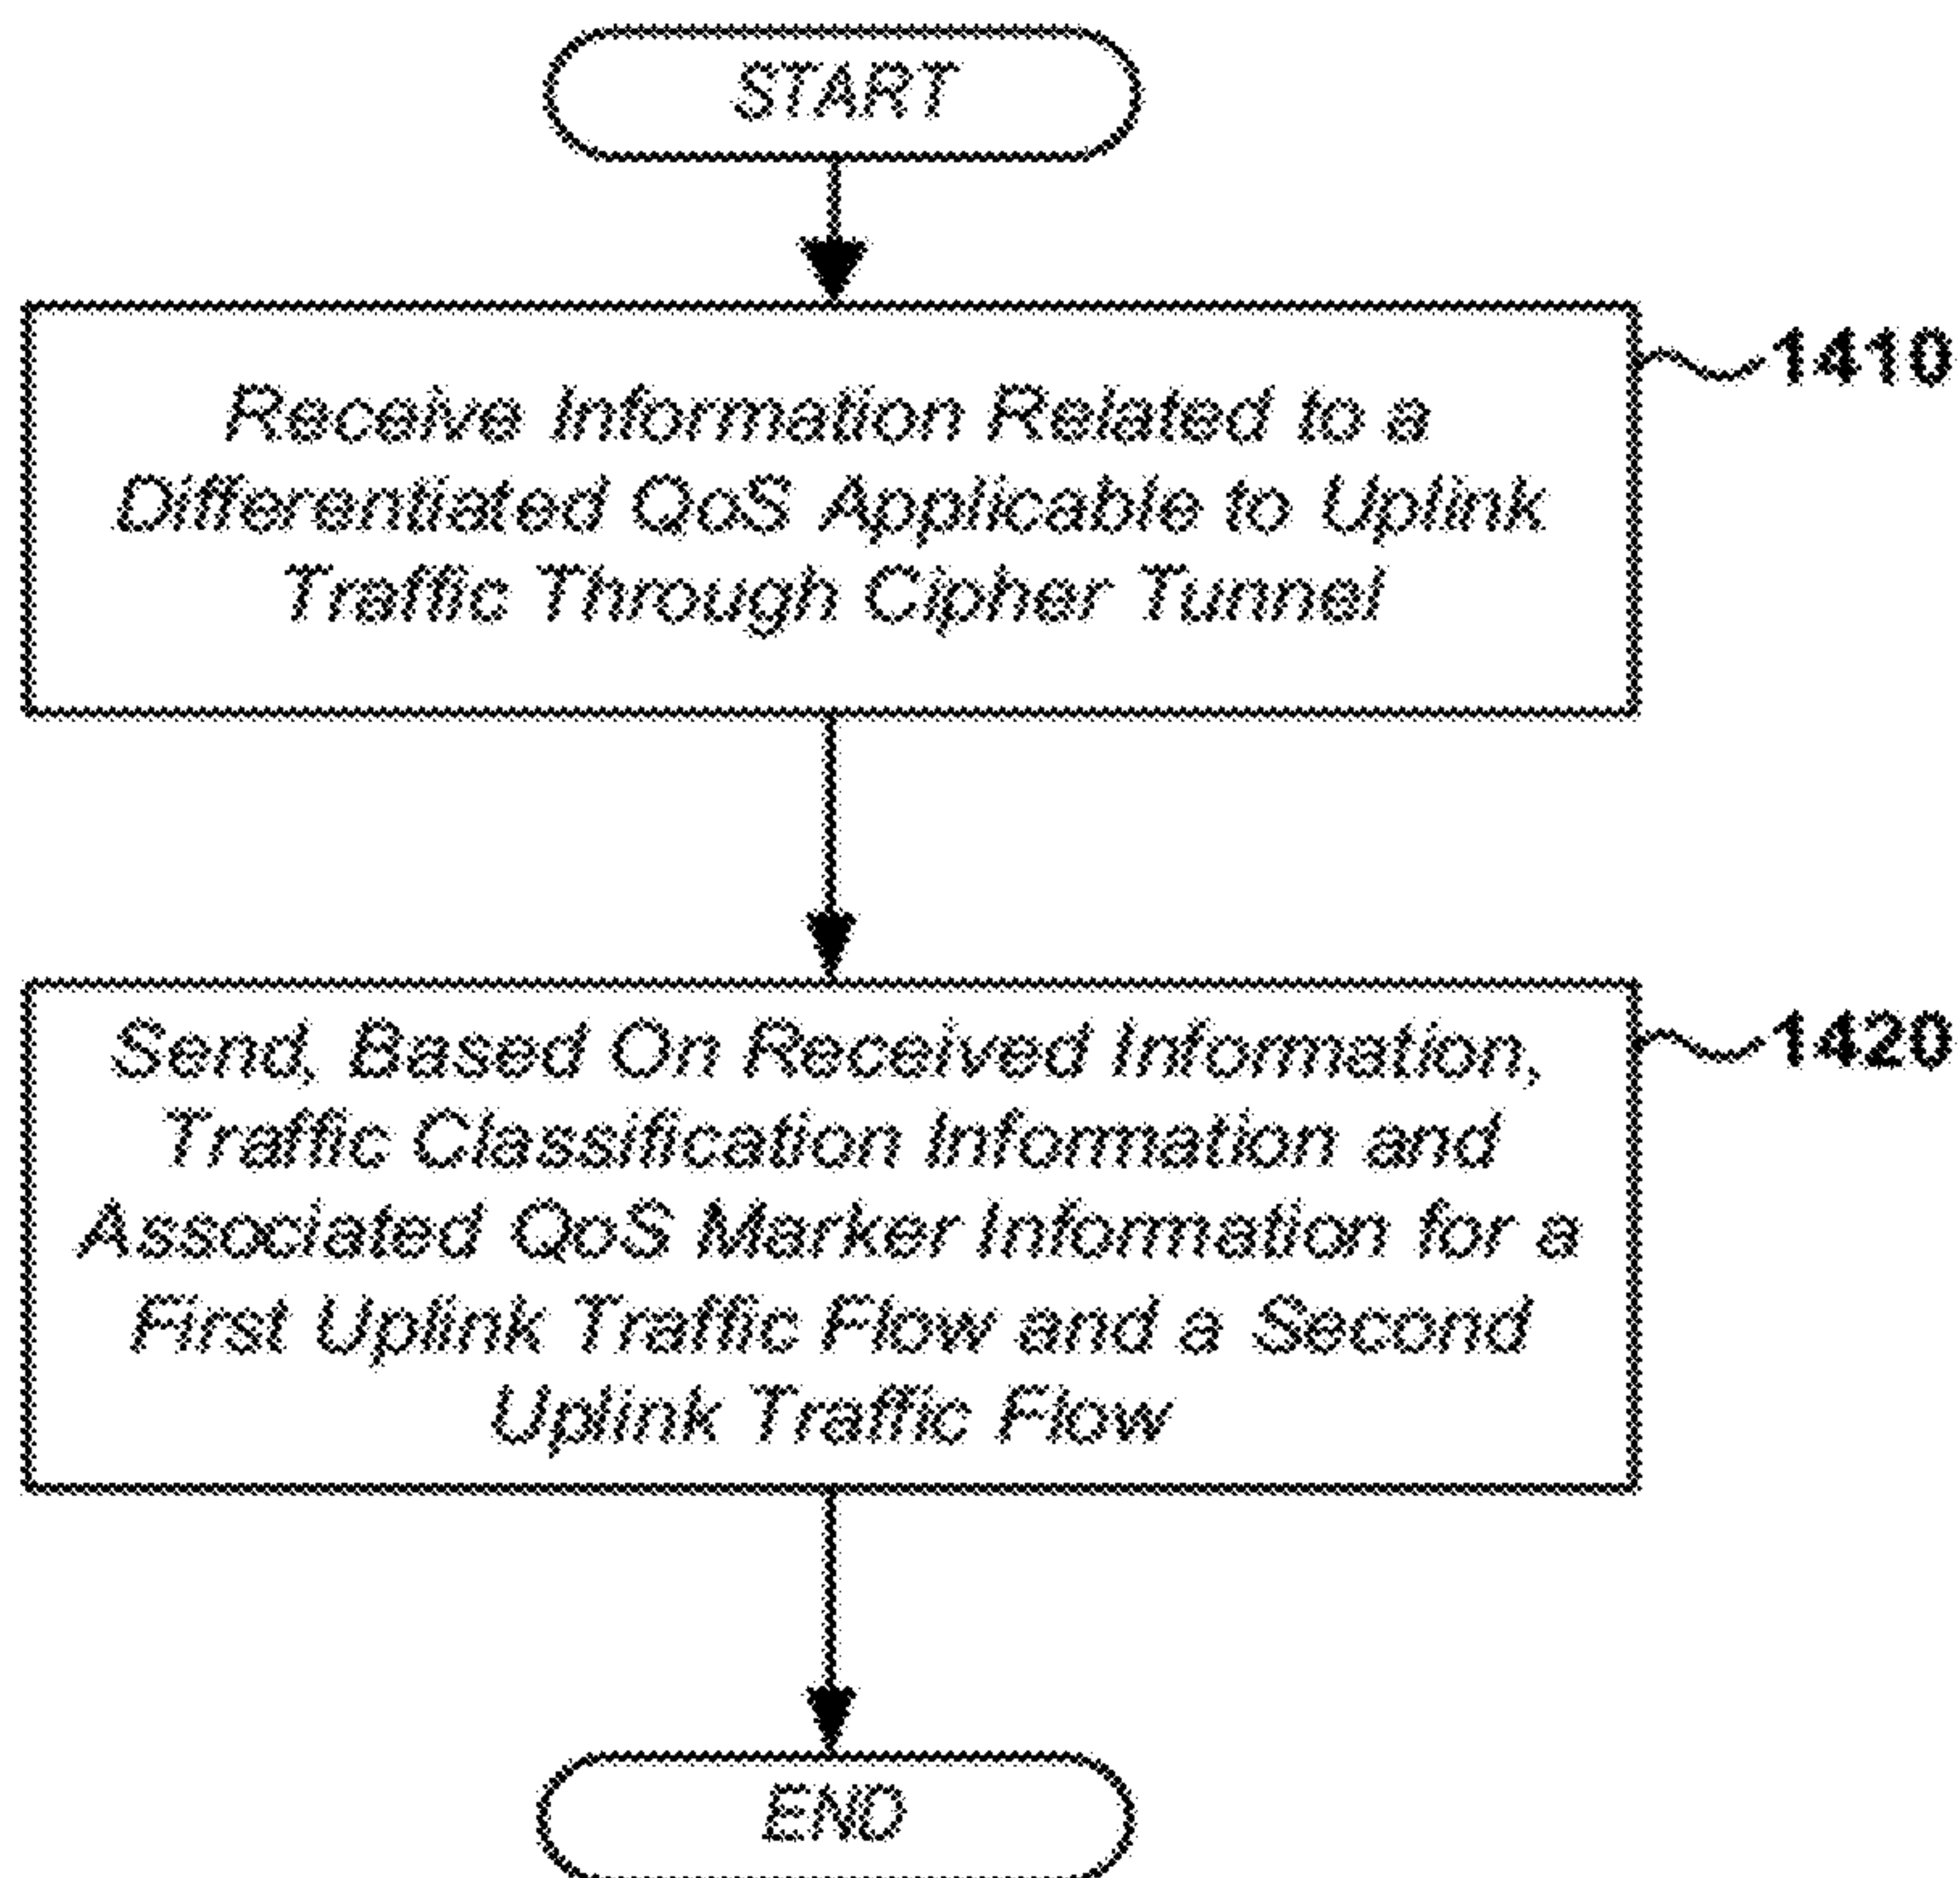 START
Receive Information Related to a
1410
Differentiated QoS Applicable to Uplink
Traffic Through Cipher Tunnel
Send, Based On Received Information,
1420
Traffic Classification Information and
Associated QoS Marker Information for a
First Uplink Traffic Flow and a Second
Uplink Traffic Flow
END